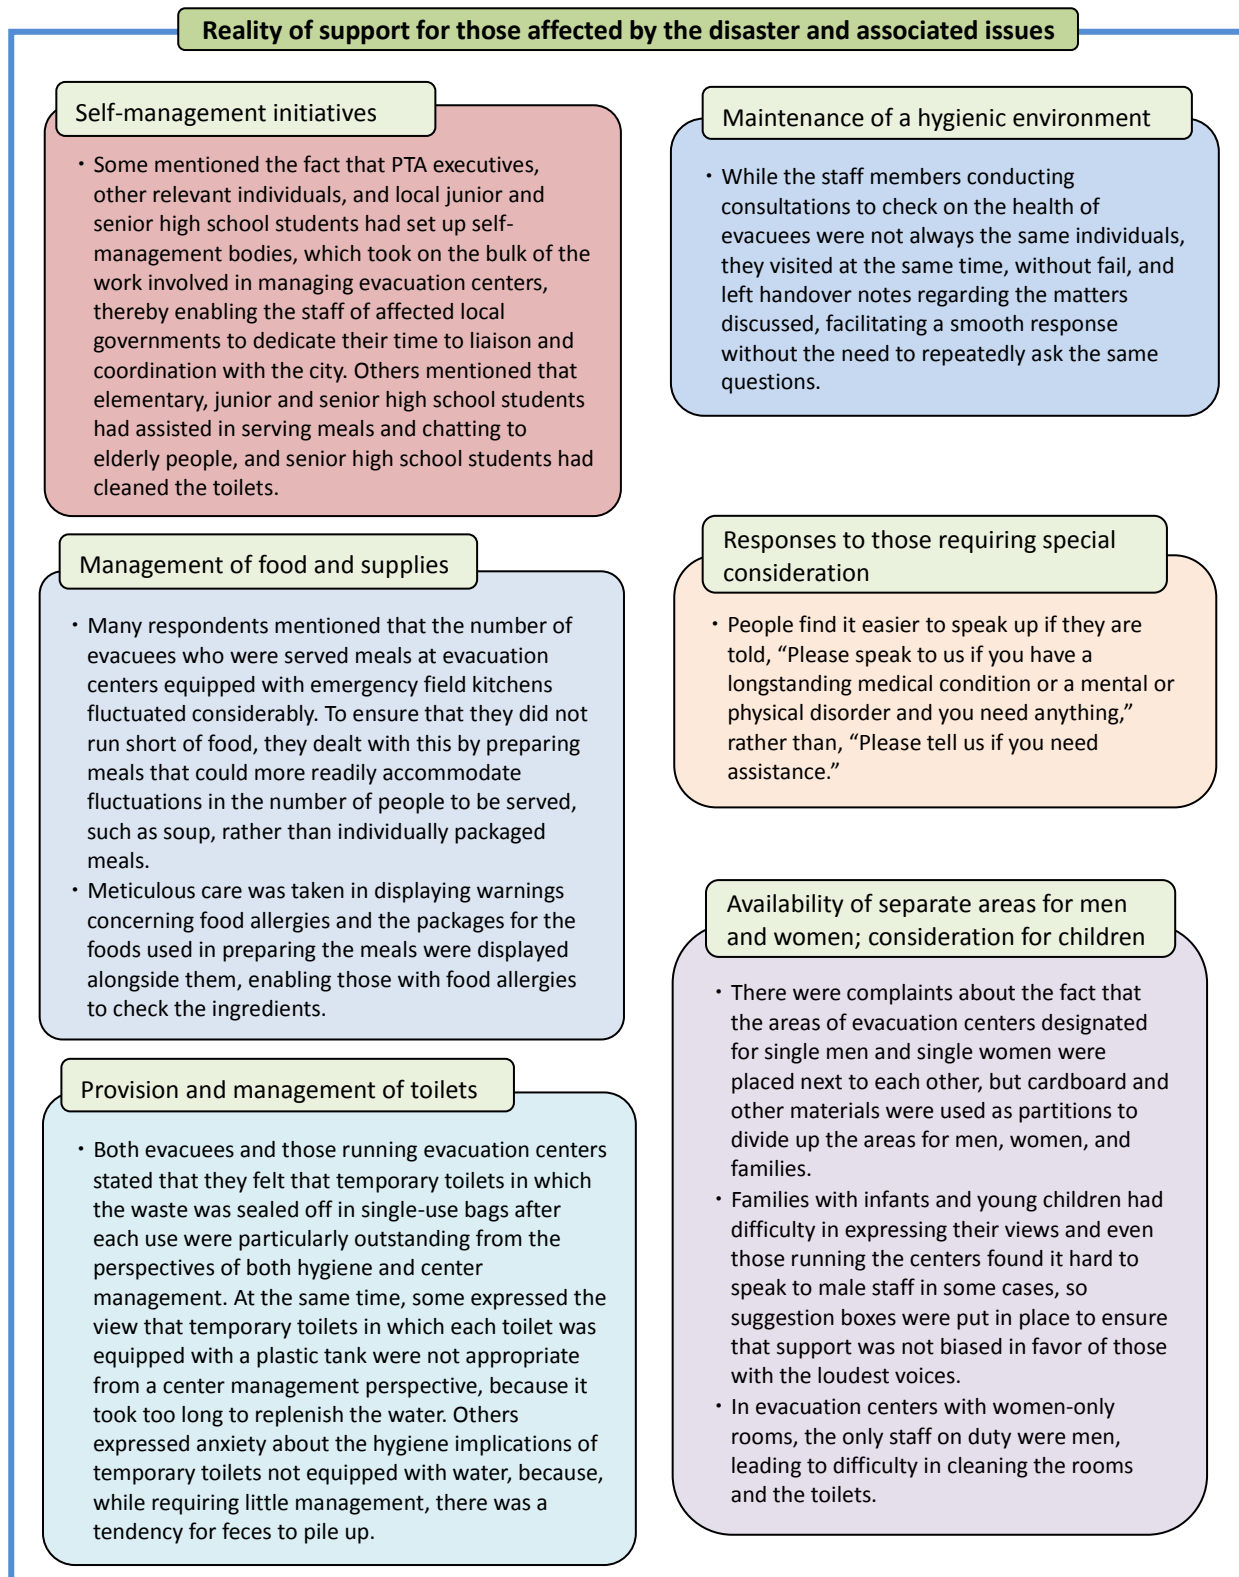 Reality of support for those affected by the disaster and associated issues
Self-management initiatives
・Some mentioned the fact that PTA executives,
other relevant individuals, and local junior and
senior high school students had set up self-
management bodies, which took on the bulk of the
work involved in managing evacuation centers,
thereby enabling the staff of affected local
governments to dedicate their time to liaison and
coordination with the city. Others mentioned that
elementary, junior and senior high school students
had assisted in serving meals and chatting to
elderly people, and senior high school students had
cleaned the toilets.
Management of food and supplies
・Many respondents mentioned that the number of
evacuees who were served meals at evacuation
centers equipped with emergency field kitchens
fluctuated considerably. To ensure that they did not
run short of food, they dealt with this by preparing
meals that could more readily accommodate
fluctuations in the number of people to be served,
such as soup, rather than individually packaged
meals.
・Meticulous care was taken in displaying warnings
concerning food allergies and the packages for the
foods used in preparing the meals were displayed
alongside them, enabling those with food allergies
to check the ingredients.
Provision and management of toilets
・Both evacuees and those running evacuation centers
stated that they felt that temporary toilets in which
the waste was sealed off in single-use bags after
each use were particularly outstanding from the
perspectives of both hygiene and center
management. At the same time, some expressed the
view that temporary toilets in which each toilet was
equipped with a plastic tank were not appropriate
from a center management perspective, because it
took too long to replenish the water. Others
expressed anxiety about the hygiene implications of
temporary toilets not equipped with water, because,
while requiring little management, there was a
tendency for feces to pile up.
Maintenance of a hygienic environment
・While the staff members conducting
consultations to check on the health of
evacuees were not always the same individuals,
they visited at the same time, without fail, and
left handover notes regarding the matters
discussed, facilitating a smooth response
without the need to repeatedly ask the same
questions.
Responses to those requiring special
consideration
・People find it easier to speak up if they are
told, “Please speak to us if you have a
longstanding medical condition or a mental or
physical disorder and you need anything,”
rather than, “Please tell us if you need
assistance.”
Availability of separate areas for men
and women; consideration for children
・There were complaints about the fact that
the areas of evacuation centers designated
for single men and single women were
placed next to each other, but cardboard and
other materials were used as partitions to
divide up the areas for men, women, and
families.
・Families with infants and young children had
difficulty in expressing their views and even
those running the centers found it hard to
speak to male staff in some cases, so
suggestion boxes were put in place to ensure
that support was not biased in favor of those
with the loudest voices.
・In evacuation centers with women-only
rooms, the only staff on duty were men,
leading to difficulty in cleaning the rooms
and the toilets.